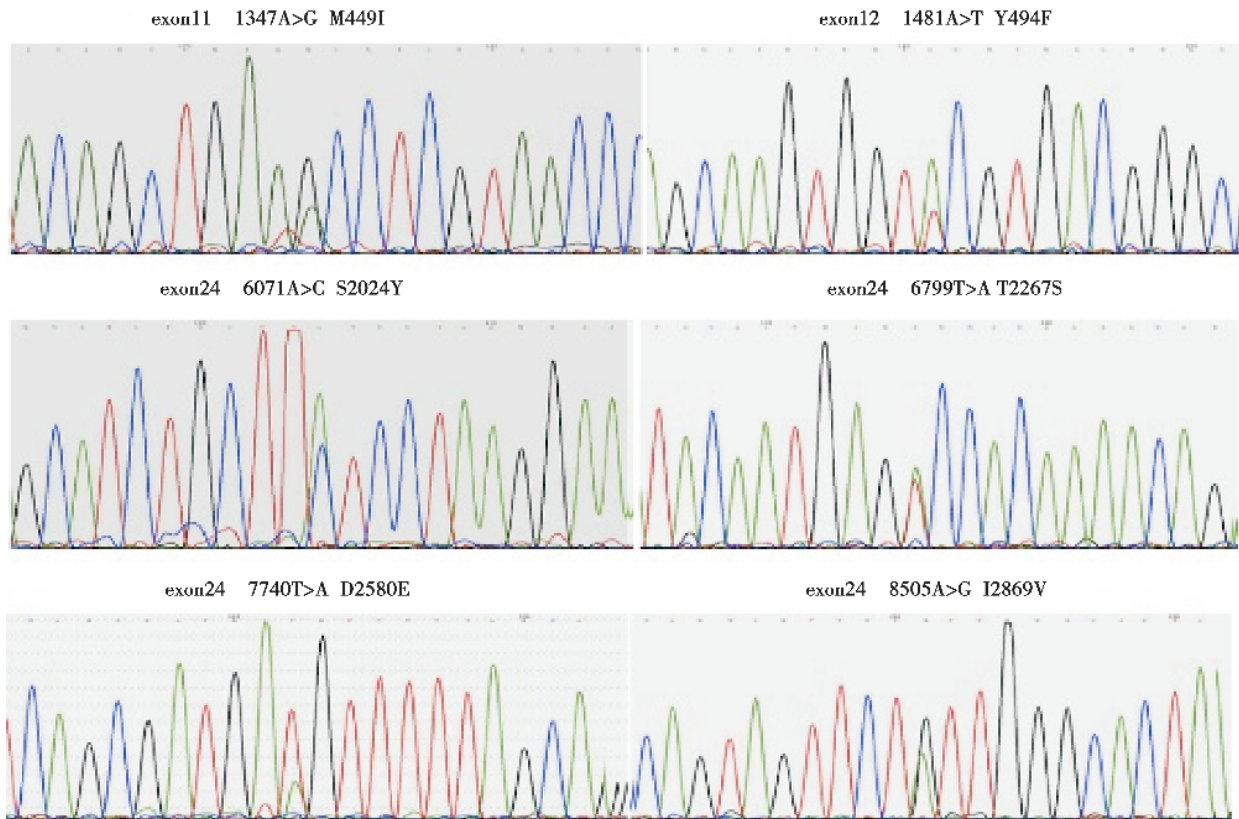 exon11 1347A>G M449I
exon12 1481A>T Y494F
exon24 6071A>C S2024Y
exon24 6799T>A T2267S
exon24 7740T>A D2580E
exon24 8505A>G I2869V